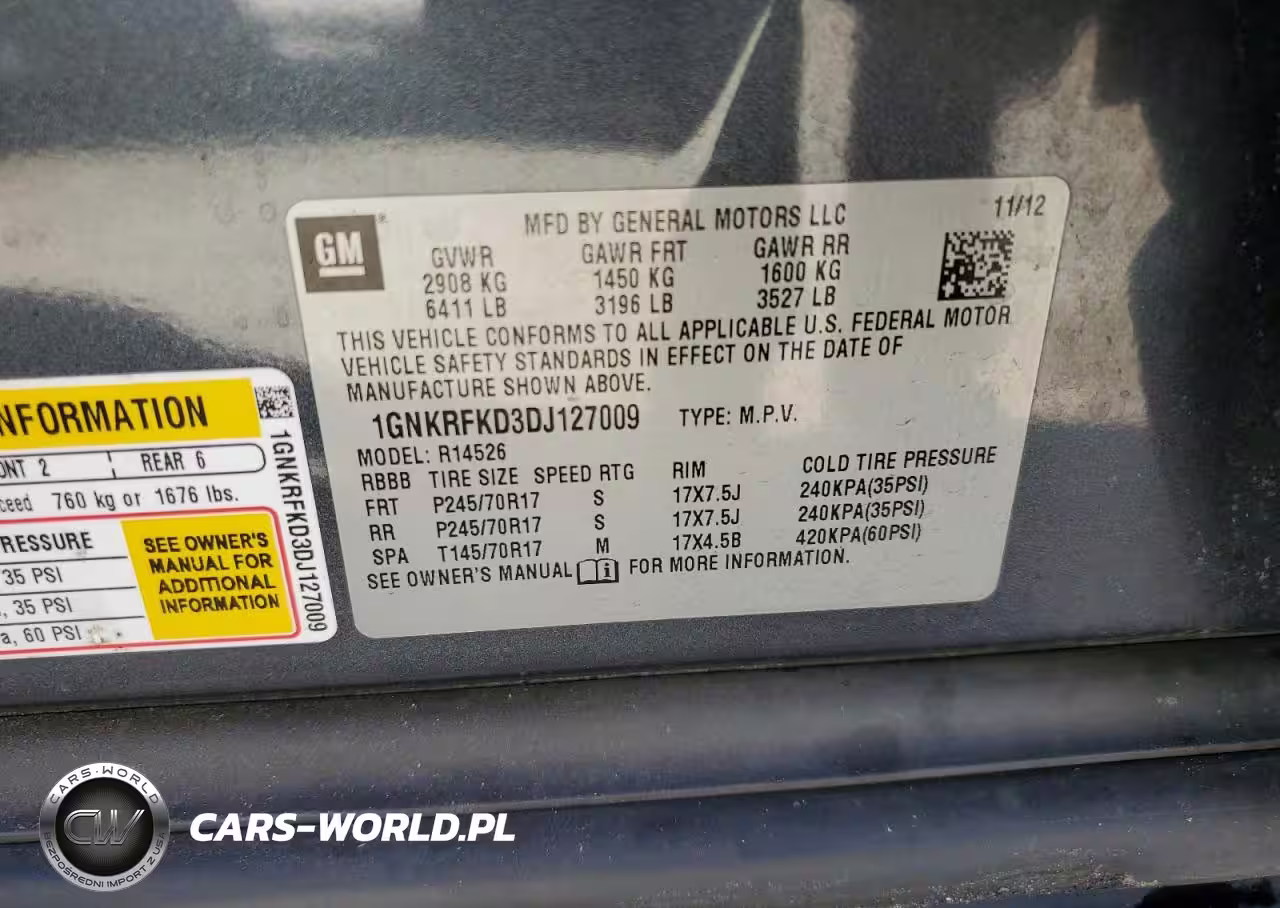 GM ®
MFD BY GENERAL MOTORS LLC
11/12
GVWR GAWR FRT GAWR RR
2908 KG 1450 KG 1600 KG
6411 LB 3196 LB 3527 LB
THIS VEHICLE CONFORMS TO ALL APPLICABLE U.S. FEDERAL MOTOR
VEHICLE SAFETY STANDARDS IN EFFECT ON THE DATE OF
MANUFACTURE SHOWN ABOVE.
1GNKRFKD3DJ127009 TYPE: M.P.V.
MODEL: R14526
RBBB TIRE SIZE SPEED RTG RIM COLD TIRE PRESSURE
FRT P245/70R17 S 17X7.5J 240KPA(35PSI)
RR P245/70R17 S 17X7.5J 240KPA(35PSI)
SPA T145/70R17 M 17X4.5B 420KPA(60PSI)
SEE OWNER'S MANUAL i FOR MORE INFORMATION.
NFORMATION
ONT 2 REAR 6
ceed 760 kg or 1676 lbs.
RESSURE
35 PSI
, 35 PSI
a, 60 PSI
SEE OWNER'S
MANUAL FOR
ADDITIONAL
INFORMATION
1GNKRFKD3DJ127009
CARS-WORLD
CW
BEZPOŚREDNI IMPORT Z USA
CARS-WORLD.PL